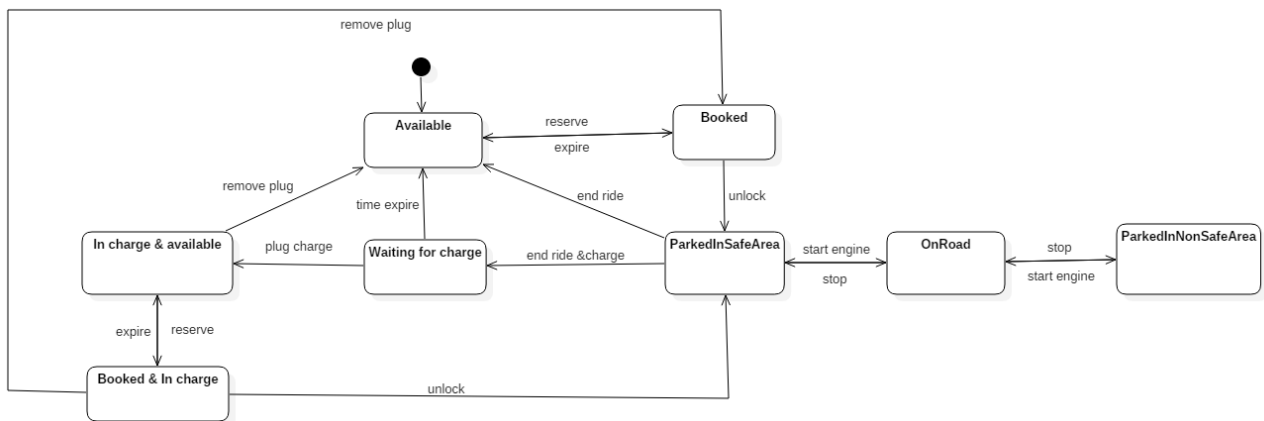 remove plug
Available
reserve
expire
Booked
remove plug
time expire
end ride
unlock
In charge & available
plug charge
Waiting for charge
end ride &charge
ParkedInSafeArea
start engine
stop
OnRoad
stop
start engine
ParkedInNonSafeArea
expire
reserve
Booked & In charge
unlock